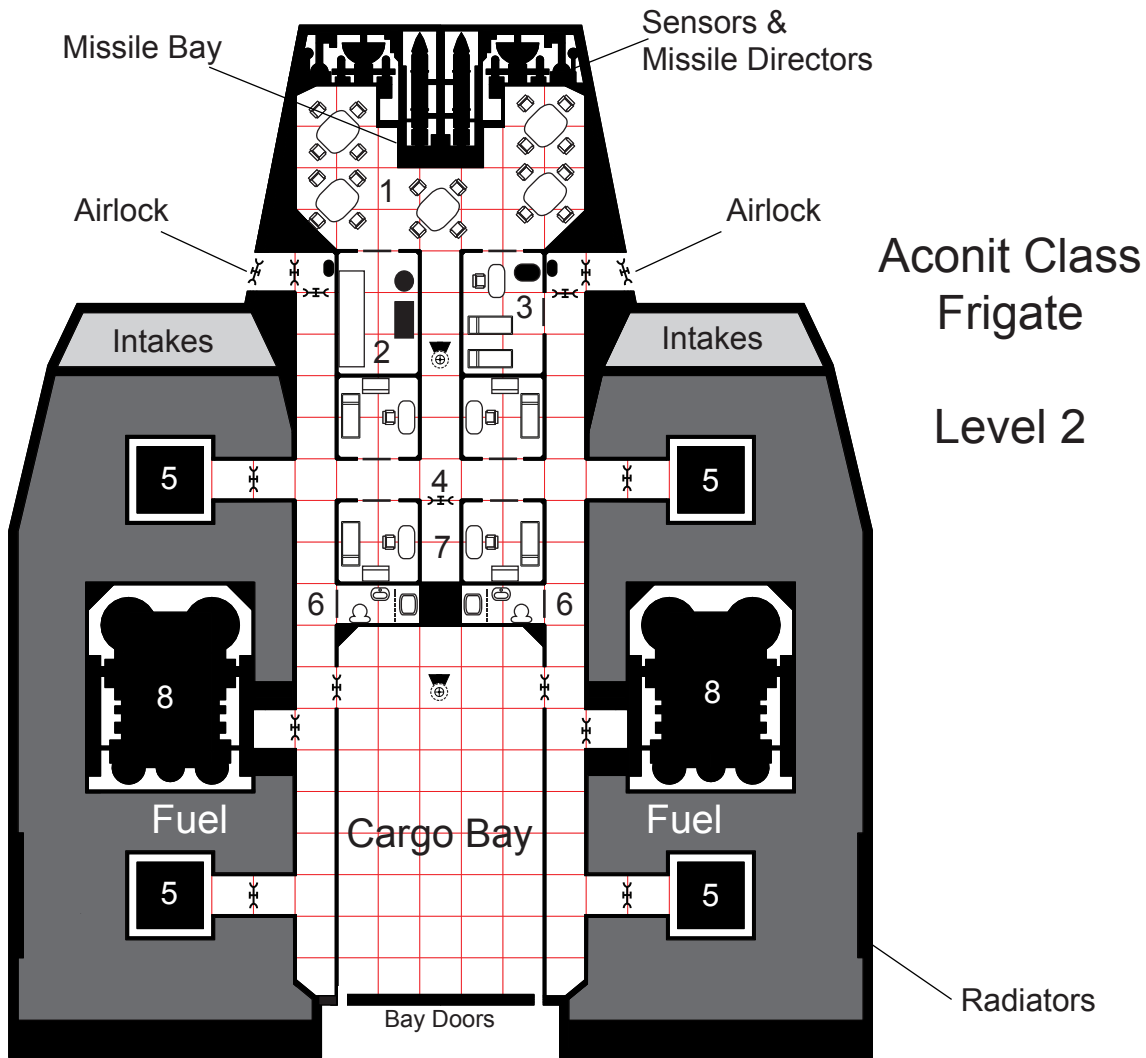 Missile Bay
Sensors &
Missile Directors
1
Airlock
Airlock
Aconit Class
Frigate
Level 2
3
Intakes
2
Intakes
5
4
5
7
6
6
8
8
Fuel
Fuel
Cargo Bay
5
5
Radiators
Bay Doors